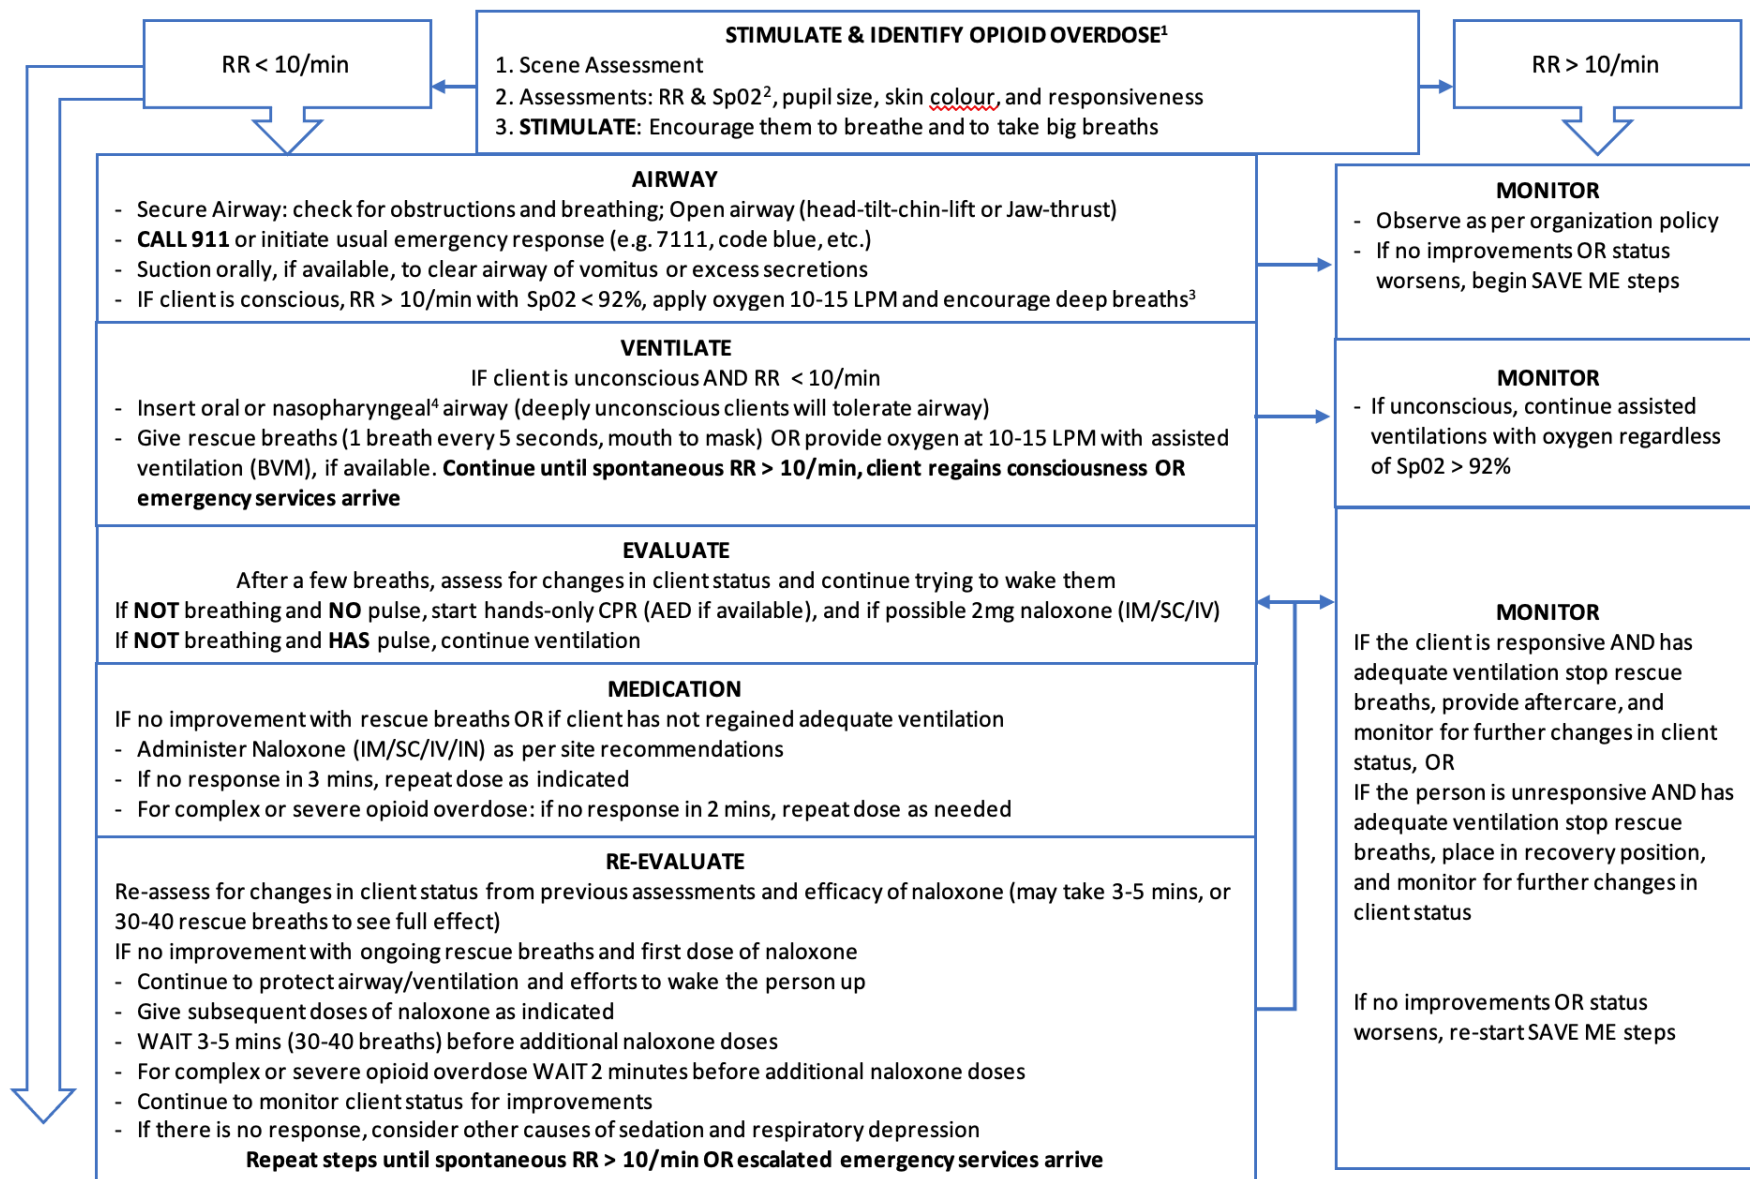 RR < 10/min
STIMULATE & IDENTIFY OPIOID OVERDOSE¹
1. Scene Assessment
2. Assessments: RR & Sp02², pupil size, skin colour, and responsiveness
3. STIMULATE: Encourage them to breathe and to take big breaths
RR > 10/min
AIRWAY
- Secure Airway: check for obstructions and breathing; Open airway (head-tilt-chin-lift or Jaw-thrust)
- CALL 911 or initiate usual emergency response (e.g. 7111, code blue, etc.)
- Suction orally, if available, to clear airway of vomitus or excess secretions
- IF client is conscious, RR > 10/min with Sp02 < 92%, apply oxygen 10-15 LPM and encourage deep breaths³
MONITOR
- Observe as per organization policy
- If no improvements OR status
worsens, begin SAVE ME steps
VENTILATE
IF client is unconscious AND RR < 10/min
- Insert oral or nasopharyngeal⁴ airway (deeply unconscious clients will tolerate airway)
- Give rescue breaths (1 breath every 5 seconds, mouth to mask) OR provide oxygen at 10-15 LPM with assisted
ventilation (BVM), if available. Continue until spontaneous RR > 10/min, client regains consciousness OR
emergency services arrive
MONITOR
- If unconscious, continue assisted
ventilations with oxygen regardless
of Sp02 > 92%
EVALUATE
After a few breaths, assess for changes in client status and continue trying to wake them
If NOT breathing and NO pulse, start hands-only CPR (AED if available), and if possible 2mg naloxone (IM/SC/IV)
If NOT breathing and HAS pulse, continue ventilation
MEDICATION
IF no improvement with rescue breaths OR if client has not regained adequate ventilation
- Administer Naloxone (IM/SC/IV/IN) as per site recommendations
- If no response in 3 mins, repeat dose as indicated
- For complex or severe opioid overdose: if no response in 2 mins, repeat dose as needed
RE-EVALUATE
Re-assess for changes in client status from previous assessments and efficacy of naloxone (may take 3-5 mins, or
30-40 rescue breaths to see full effect)
IF no improvement with ongoing rescue breaths and first dose of naloxone
- Continue to protect airway/ventilation and efforts to wake the person up
- Give subsequent doses of naloxone as indicated
- WAIT 3-5 mins (30-40 breaths) before additional naloxone doses
- For complex or severe opioid overdose WAIT 2 minutes before additional naloxone doses
- Continue to monitor client status for improvements
- If there is no response, consider other causes of sedation and respiratory depression
Repeat steps until spontaneous RR > 10/min OR escalated emergency services arrive
MONITOR
IF the client is responsive AND has
adequate ventilation stop rescue
breaths, provide aftercare, and
monitor for further changes in client
status, OR
IF the person is unresponsive AND has
adequate ventilation stop rescue
breaths, place in recovery position,
and monitor for further changes in
client status
If no improvements OR status
worsens, re-start SAVE ME steps